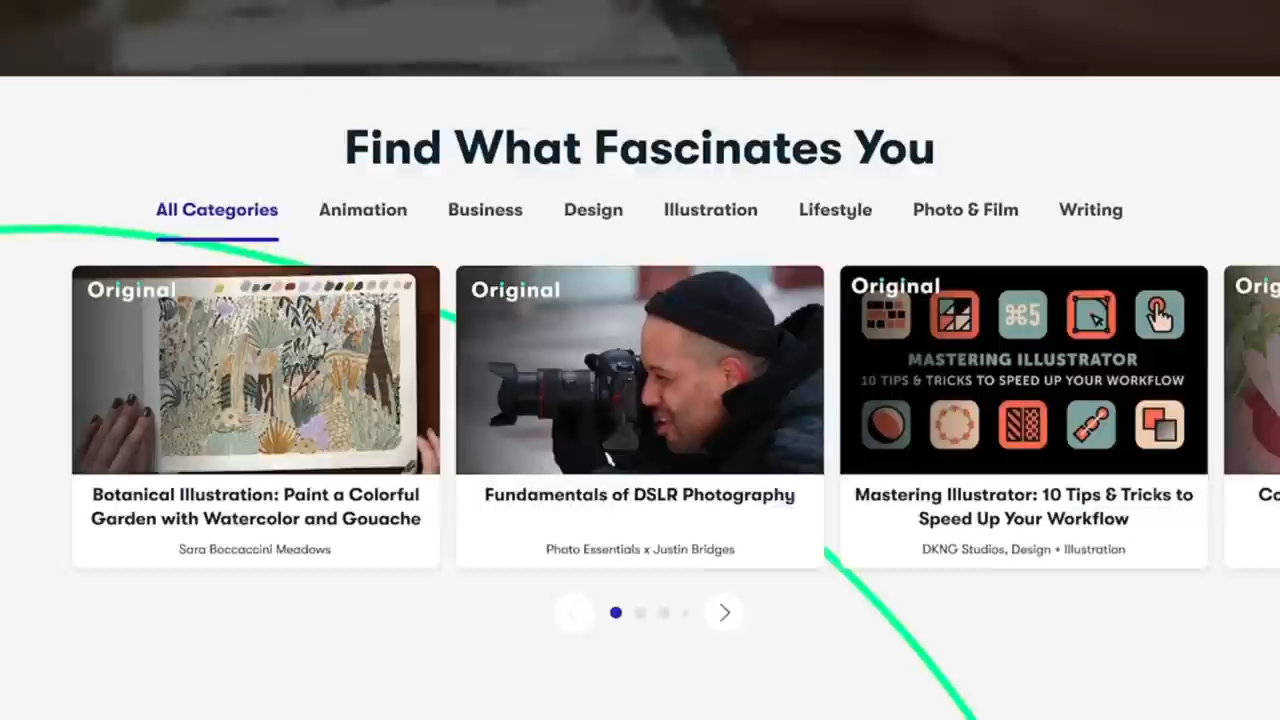 Find What Fascinates You
All Categories Animation Business Design Illustration Lifestyle Photo & Film Writing
Original
Original
Original
⌘5
MASTERING ILLUSTRATOR
10 TIPS & TRICKS TO SPEED UP YOUR WORKFLOW
Botanical Illustration: Paint a Colorful
Garden with Watercolor and Gouache
Sara Boccaccini Meadows
Fundamentals of DSLR Photography
Photo Essentials x Justin Bridges
Mastering Illustrator: 10 Tips & Tricks to
Speed Up Your Workflow
DKNG Studios, Design + Illustration